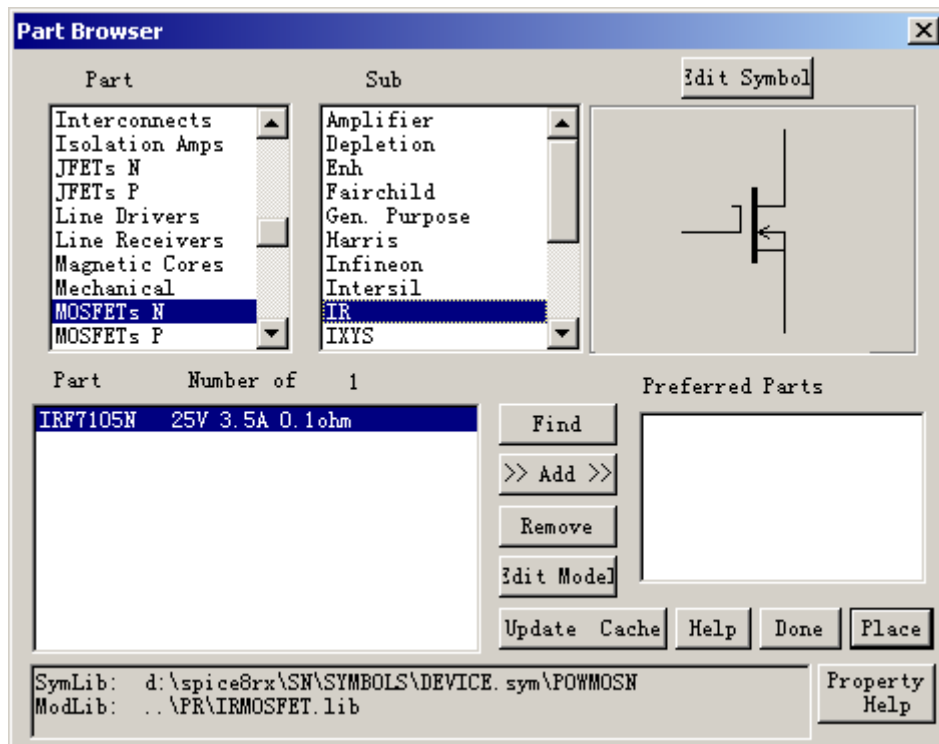 Part Browser
Part Sub Edit Symbol
Interconnects
Isolation Amps
JFETs N
JFETs P
Line Drivers
Line Receivers
Magnetic Cores
Mechanical
MOSFETs N
MOSFETs P
Amplifier
Depletion
Enh
Fairchild
Gen. Purpose
Harris
Infineon
Intersil
IR
IXYS
Part Number of 1
IRF7105N 25V 3.5A 0.1ohm
Find
>> Add >>
Remove
Edit Model
Preferred Parts
Update Cache Help Done Place
SymLib: d:\spice8rx\SN\SYMBOLS\DEVICE.sym\POWMOSN
ModLib: ..\PR\IRMOSFET.lib
Property
Help